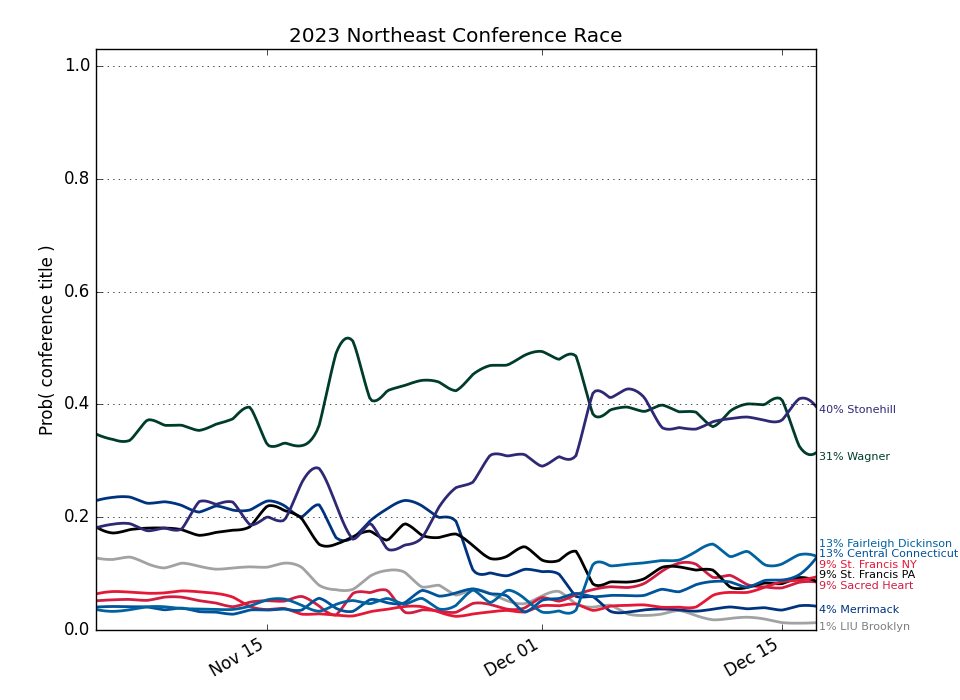 2023 Northeast Conference Race
Prob( conference title )
1.0
0.8
0.6
0.4
0.2
0.0
Nov 15
Dec 01
Dec 15
40% Stonehill
31% Wagner
13% Fairleigh Dickinson
13% Central Connecticut
9% St. Francis NY
9% St. Francis PA
9% Sacred Heart
4% Merrimack
1% LIU Brooklyn